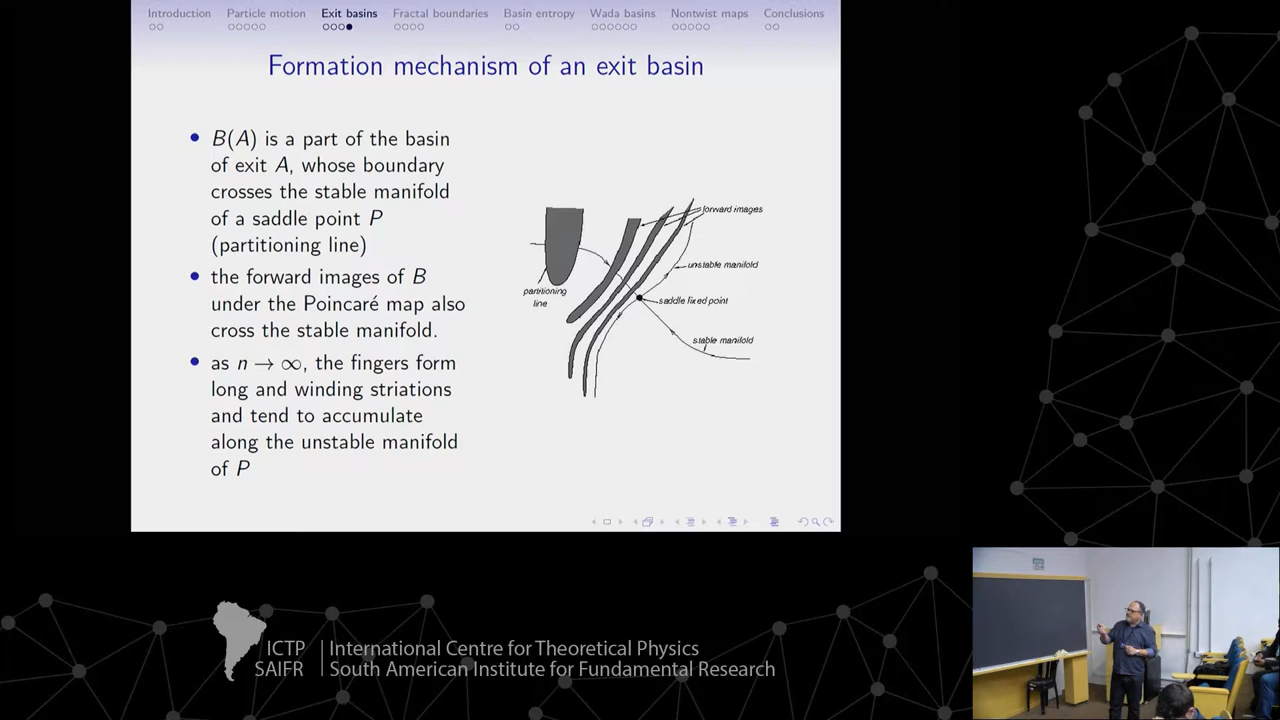 Introduction Particle motion Exit basins Fractal boundaries Basin entropy Wada basins Nontwist maps Conclusions
Formation mechanism of an exit basin
B(A) is a part of the basin
of exit A, whose boundary
crosses the stable manifold
of a saddle point P
(partitioning line)
the forward images of B
under the Poincaré map also
cross the stable manifold.
as n → ∞, the fingers form
long and winding striations
and tend to accumulate
along the unstable manifold
of P
forward images
unstable manifold
partitioning
line
saddle fixed point
stable manifold
ICTP
SAIFR
International Centre for Theoretical Physics
South American Institute for Fundamental Research